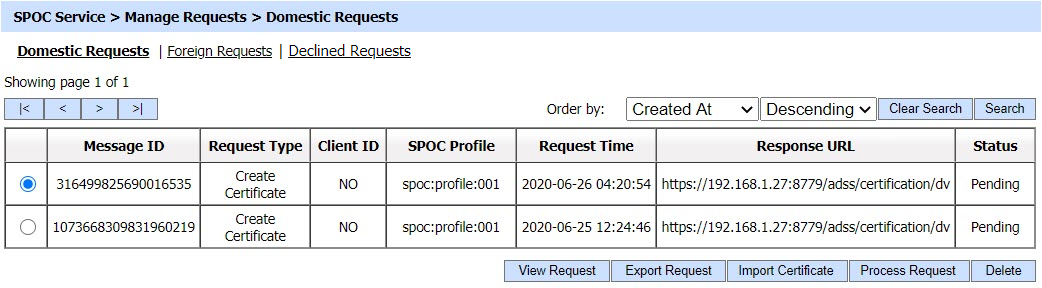 SPOC Service > Manage Requests > Domestic Requests
Domestic Requests | Foreign Requests | Declined Requests
Showing page 1 of 1
|< < > >| Order by: Created At Descending Clear Search Search
Message ID Request Type Client ID SPOC Profile Request Time Response URL Status
316499825690016535 Create Certificate NO spoc:profile:001 2020-06-26 04:20:54 https://192.168.1.27:8779/adss/certification/dv Pending
1073668309831960219 Create Certificate NO spoc:profile:001 2020-06-25 12:24:46 https://192.168.1.27:8779/adss/certification/dv Pending
View Request Export Request Import Certificate Process Request Delete